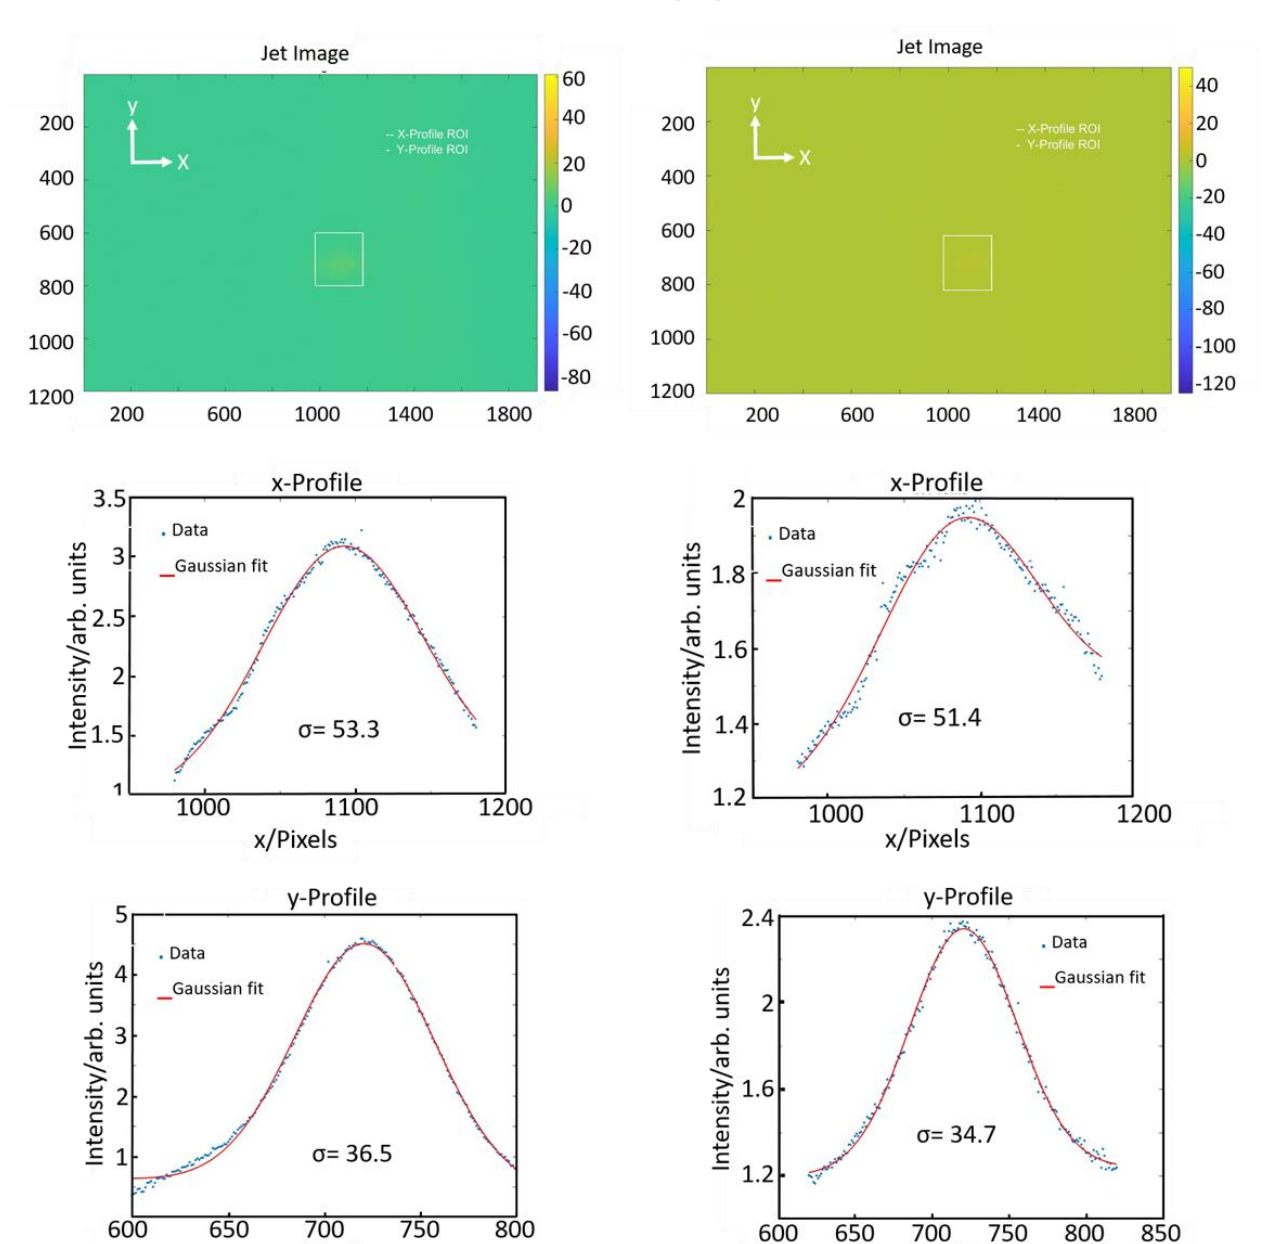 Jet Image
Jet Image
y
X
-- X-Profile ROI
- Y-Profile ROI
200
400
600
800
1000
1200
200
600
1000
1400
1800
60
40
20
0
-20
-40
-60
-80
y
X
-- X-Profile ROI
- Y-Profile ROI
200
400
600
800
1000
1200
200
600
1000
1400
1800
40
20
0
-20
-40
-60
-80
-100
-120
x-Profile
Intensity/arb. units
3.5
3
2.5
2
1.5
1
Data
Gaussian fit
σ= 53.3
1000
1100
1200
x/Pixels
x-Profile
Intensity/arb. units
2
1.8
1.6
1.4
1.2
Data
Gaussian fit
σ= 51.4
1000
1100
1200
x/Pixels
y-Profile
Intensity/arb. units
5
4
3
2
1
Data
Gaussian fit
σ= 36.5
600
650
700
750
800
y-Profile
Intensity/arb. units
2.4
2
1.6
1.2
Data
Gaussian fit
σ= 34.7
600
650
700
750
800
850